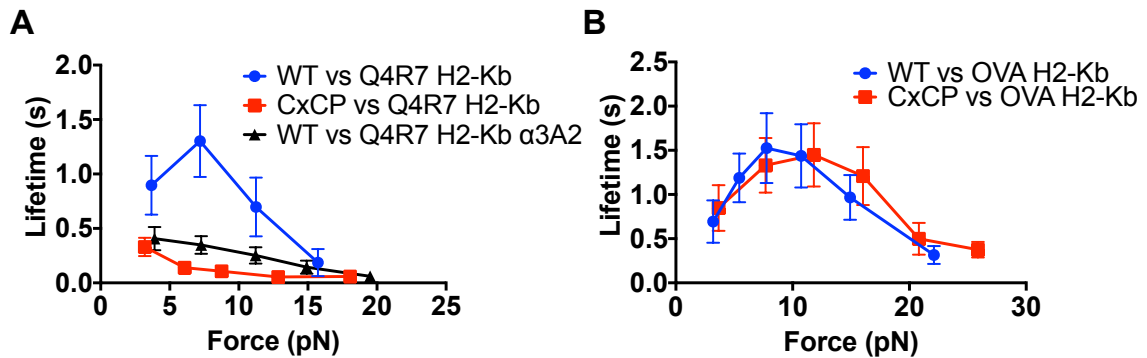 A
B
WT vs Q4R7 H2-Kb
CxCP vs Q4R7 H2-Kb
WT vs Q4R7 H2-Kb α3A2
Lifetime (s)
2.0
1.5
1.0
0.5
0.0
0 5 10 15 20 25
Force (pN)
WT vs OVA H2-Kb
CxCP vs OVA H2-Kb
Lifetime (s)
2.5
2.0
1.5
1.0
0.5
0.0
0 10 20 30
Force (pN)